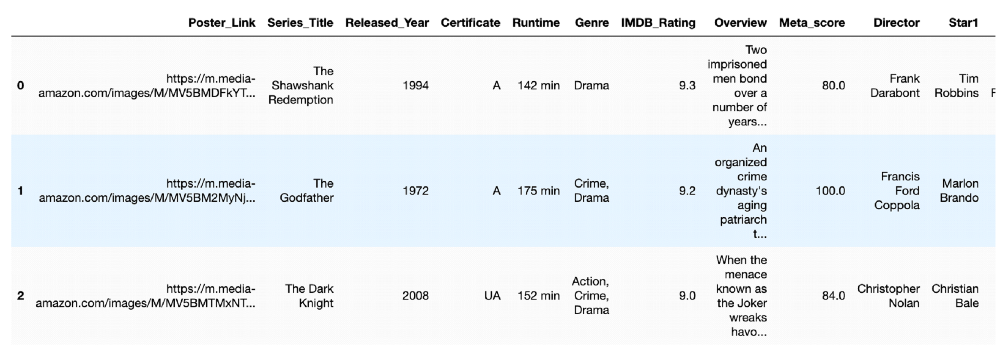 Poster_Link Series_Title Released_Year Certificate Runtime Genre IMDB_Rating Overview Meta_score Director Star1
0
https://m.media-
amazon.com/images/M/MV5BMDFkYT...
The
Shawshank
Redemption
1994
A
142 min
Drama
9.3
Two
imprisoned
men bond
over a
number of
years...
80.0
Frank
Darabont
Tim
Robbins
1
https://m.media-
amazon.com/images/M/MV5BM2MyNj...
The
Godfather
1972
A
175 min
Crime,
Drama
9.2
An
organized
crime
dynasty's
aging
patriarch
t...
100.0
Francis
Ford
Coppola
Marlon
Brando
2
https://m.media-
amazon.com/images/M/MV5BMTMxNT...
The Dark
Knight
2008
UA
152 min
Action,
Crime,
Drama
9.0
When the
menace
known as
the Joker
wreaks
havo...
84.0
Christopher
Nolan
Christian
Bale